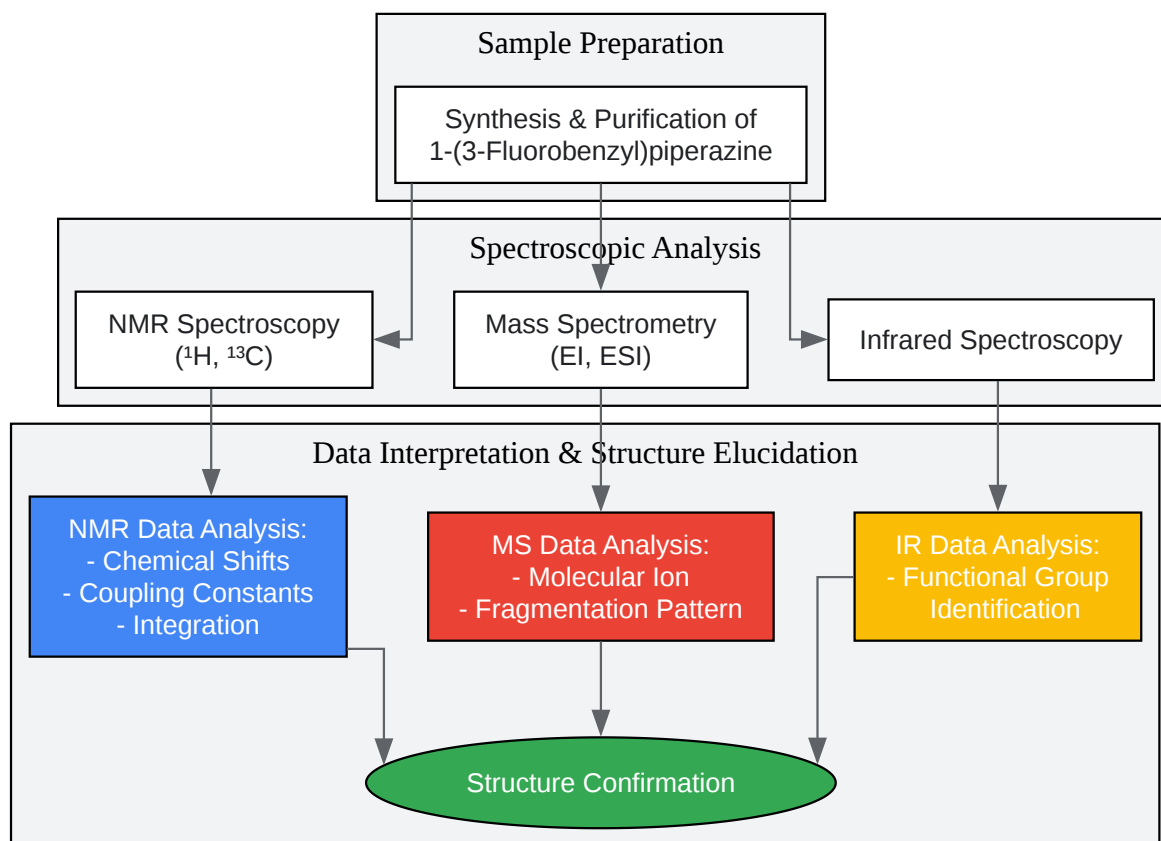 Sample Preparation
Synthesis & Purification of
1-(3-Fluorobenzyl)piperazine
Spectroscopic Analysis
NMR Spectroscopy
(¹H, ¹³C)
Mass Spectrometry
(EI, ESI)
Infrared Spectroscopy
Data Interpretation & Structure Elucidation
NMR Data Analysis:
- Chemical Shifts
- Coupling Constants
- Integration
MS Data Analysis:
- Molecular Ion
- Fragmentation Pattern
IR Data Analysis:
- Functional Group
Identification
Structure Confirmation